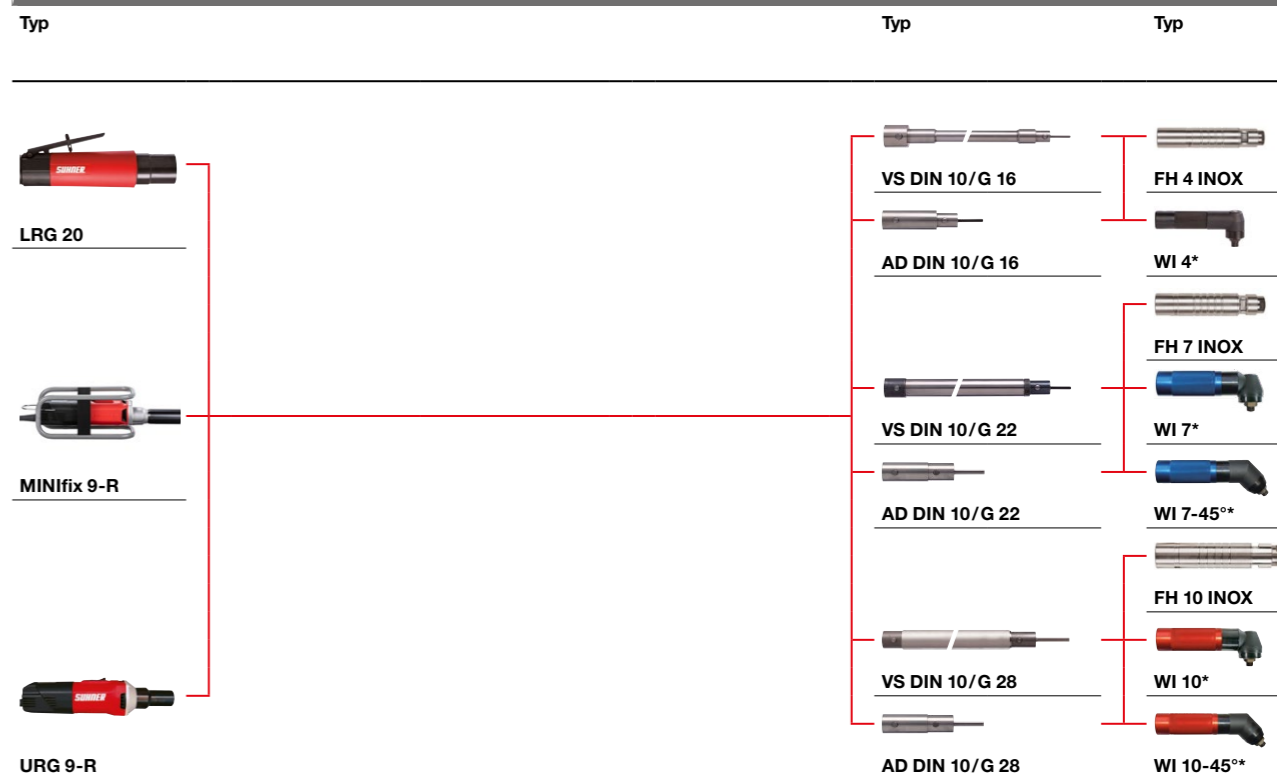 Typ Typ Typ
SUHNER
VS DIN 10/G 16 FH 4 INOX
LRG 20
AD DIN 10/G 16 WI 4*
FH 7 INOX
VS DIN 10/G 22 WI 7*
MINIfix 9-R
AD DIN 10/G 22 WI 7-45°*
FH 10 INOX
SUHNER
VS DIN 10/G 28 WI 10*
URG 9-R AD DIN 10/G 28 WI 10-45°*